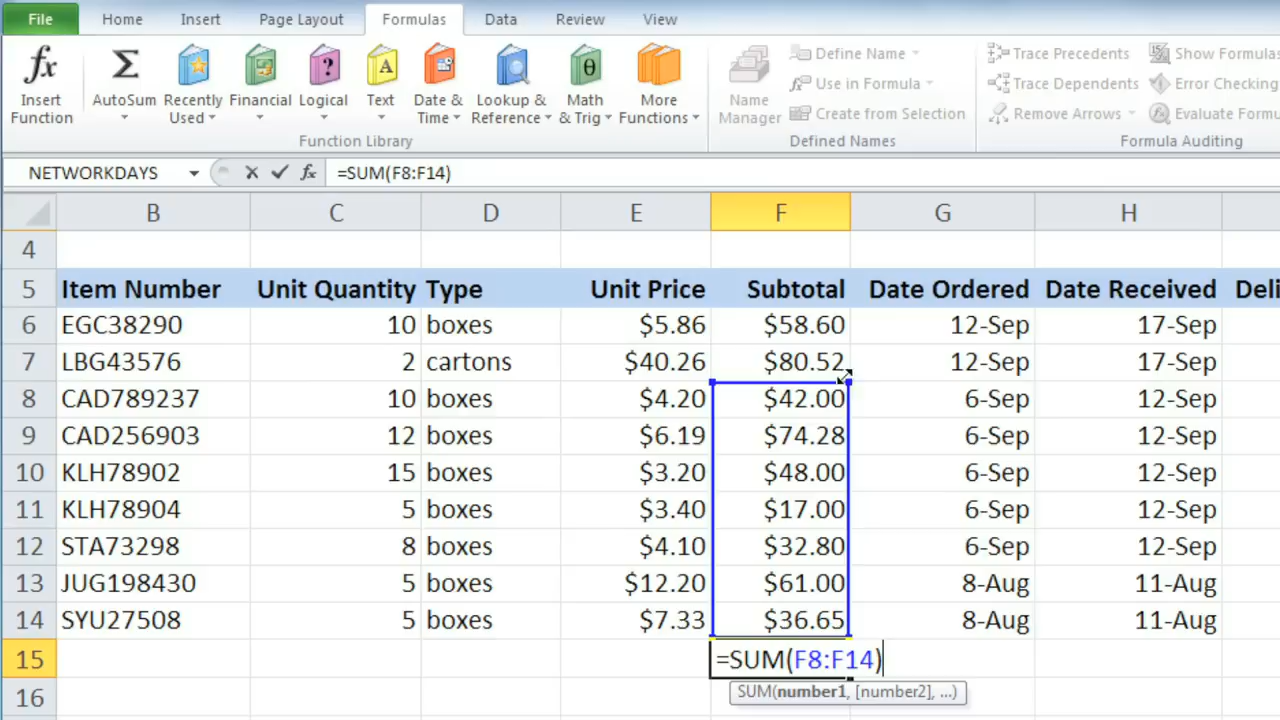 File Home Insert Page Layout Formulas Data Review View
fx Σ ? A θ
Insert Function AutoSum Recently Used Financial Logical Text Date & Time Lookup & Reference Math & Trig More Functions
Function Library
Name Manager
Define Name
Use in Formula
Create from Selection
Defined Names
Trace Precedents Show Formulas
Trace Dependents Error Checking
Remove Arrows Evaluate Formu
Formula Auditing
NETWORKDAYS fx =SUM(F8:F14)
B C D E F G H
4
5 Item Number Unit Quantity Type Unit Price Subtotal Date Ordered Date Received Deli
6 EGC38290 10 boxes $5.86 $58.60 12-Sep 17-Sep
7 LBG43576 2 cartons $40.26 $80.52 12-Sep 17-Sep
8 CAD789237 10 boxes $4.20 $42.00 6-Sep 12-Sep
9 CAD256903 12 boxes $6.19 $74.28 6-Sep 12-Sep
10 KLH78902 15 boxes $3.20 $48.00 6-Sep 12-Sep
11 KLH78904 5 boxes $3.40 $17.00 6-Sep 12-Sep
12 STA73298 8 boxes $4.10 $32.80 6-Sep 12-Sep
13 JUG198430 5 boxes $12.20 $61.00 8-Aug 11-Aug
14 SYU27508 5 boxes $7.33 $36.65 8-Aug 11-Aug
15 =SUM(F8:F14)
SUM(number1, [number2], ...)
16